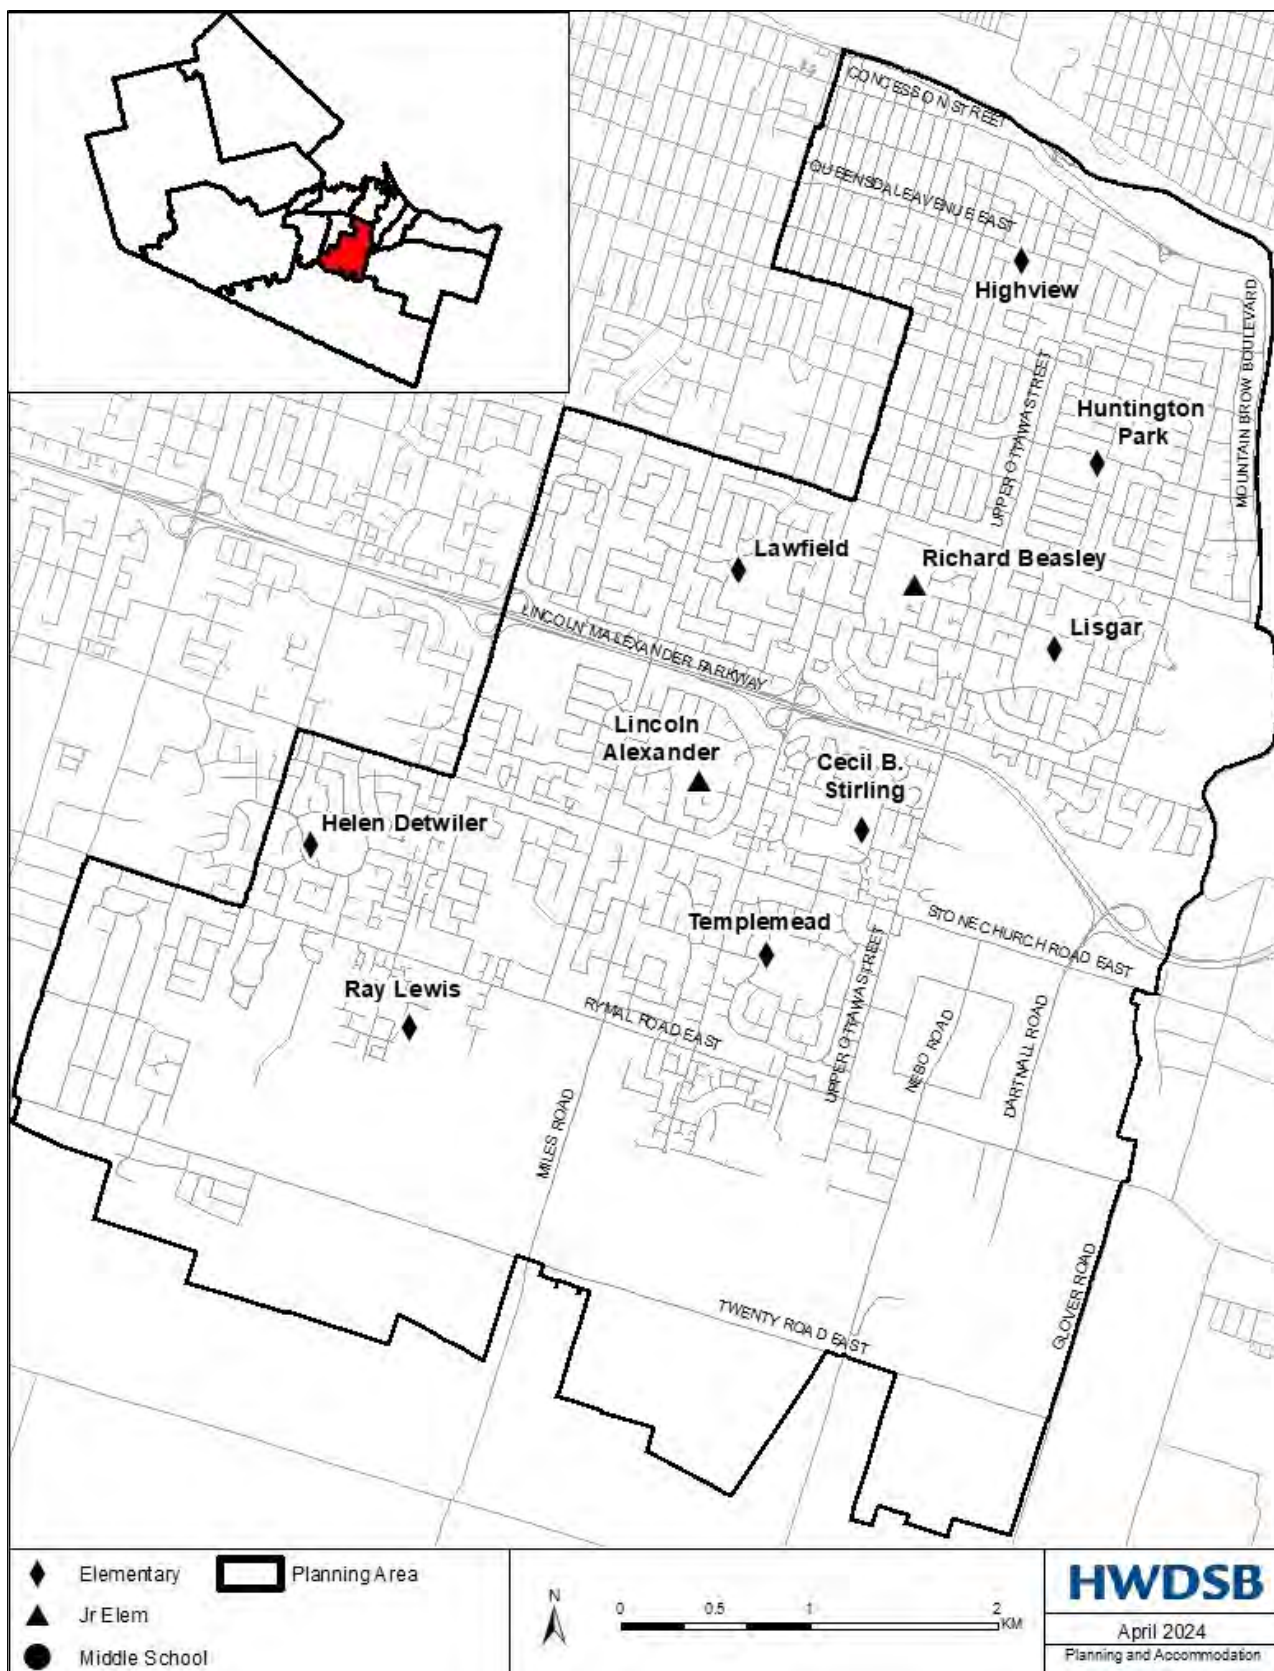 CONCESSION STREET
QUEENSDALE AVENUE EAST
Highview
MOUNTAIN BROW BOULEVARD
UPPER OTTAWA STREET
Huntington
Park
Lawfield
Richard Beasley
LINCOLN M ALEXANDER PARKWAY
Lisgar
Lincoln
Alexander
Cecil B.
Stirling
Helen Detwiler
Templemead
STONE CHURCH ROAD EAST
Ray Lewis
RYMAL ROAD EAST
UPPER OTTAWA STREET
NEBO ROAD
DARTNALL ROAD
MILES ROAD
GLOVER ROAD
TWENTY ROAD EAST
Elementary
Planning Area
Jr Elem
Middle School
N
0 0.5 1 2
KM
HWDSB
April 2024
Planning and Accommodation